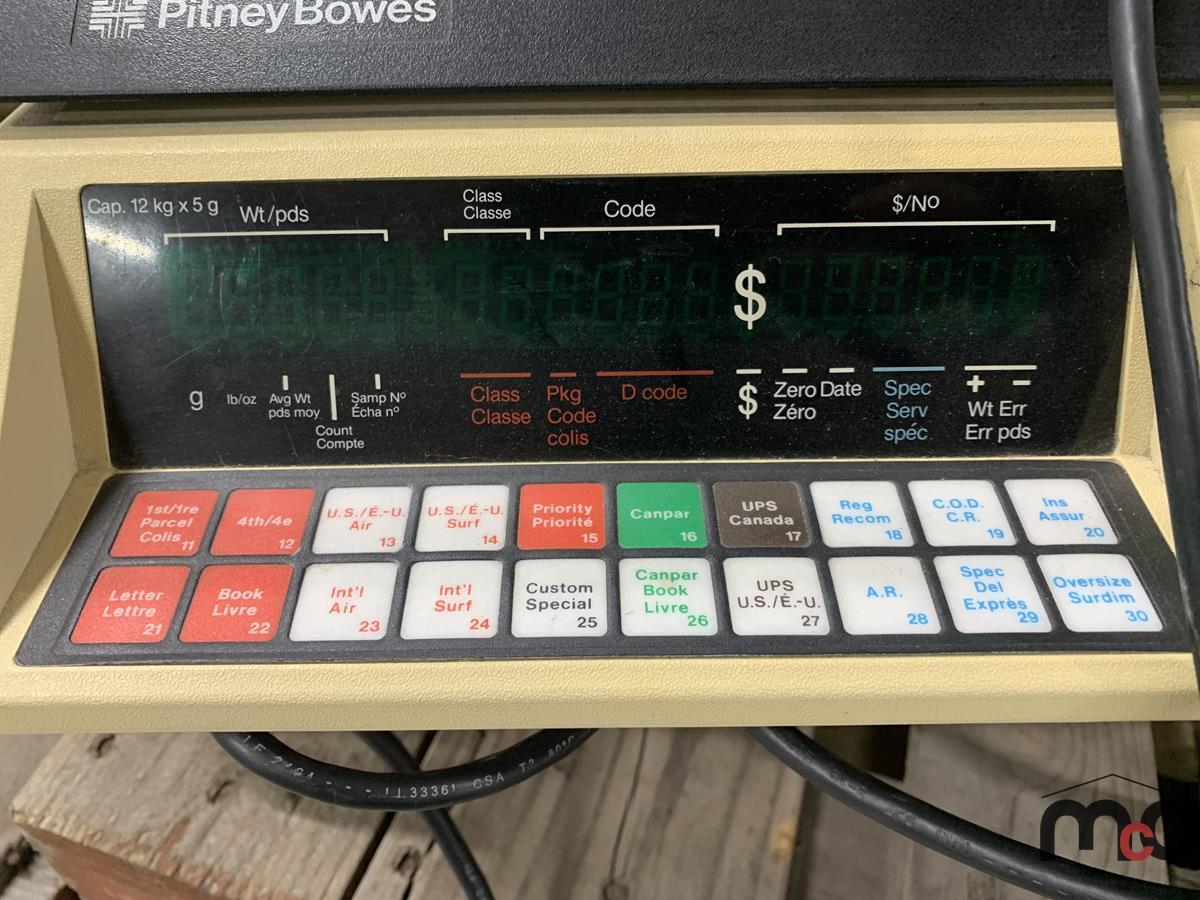 PitneyBowes
Cap. 12 kg x 5 g
Wt/pds
Class
Classe
Code
$/No
$
g
lb/oz
Avg Wt
pds moy
Count
Compte
Samp No
Écha no
Class
Classe
Pkg
Code
colis
D code
$
Zero
Zéro
Date
Spec
Serv
spéc
+ -
Wt Err
Err pds
1st/1re
Parcel
Colis 11
4th/4e
12
U.S./É.-U.
Air
13
U.S./É.-U.
Surf
14
Priority
Priorité
15
Canpar
16
UPS
Canada
17
Reg
Recom
18
C.O.D.
C.R.
19
Ins
Assur
20
Letter
Lettre
21
Book
Livre
22
Int'l
Air
23
Int'l
Surf
24
Custom
Special
25
Canpar
Book
Livre
26
UPS
U.S./É.-U.
27
A.R.
28
Spec
Del
Exprès
29
Oversize
Surdim
30
33361 CSA T2 80°C
mc